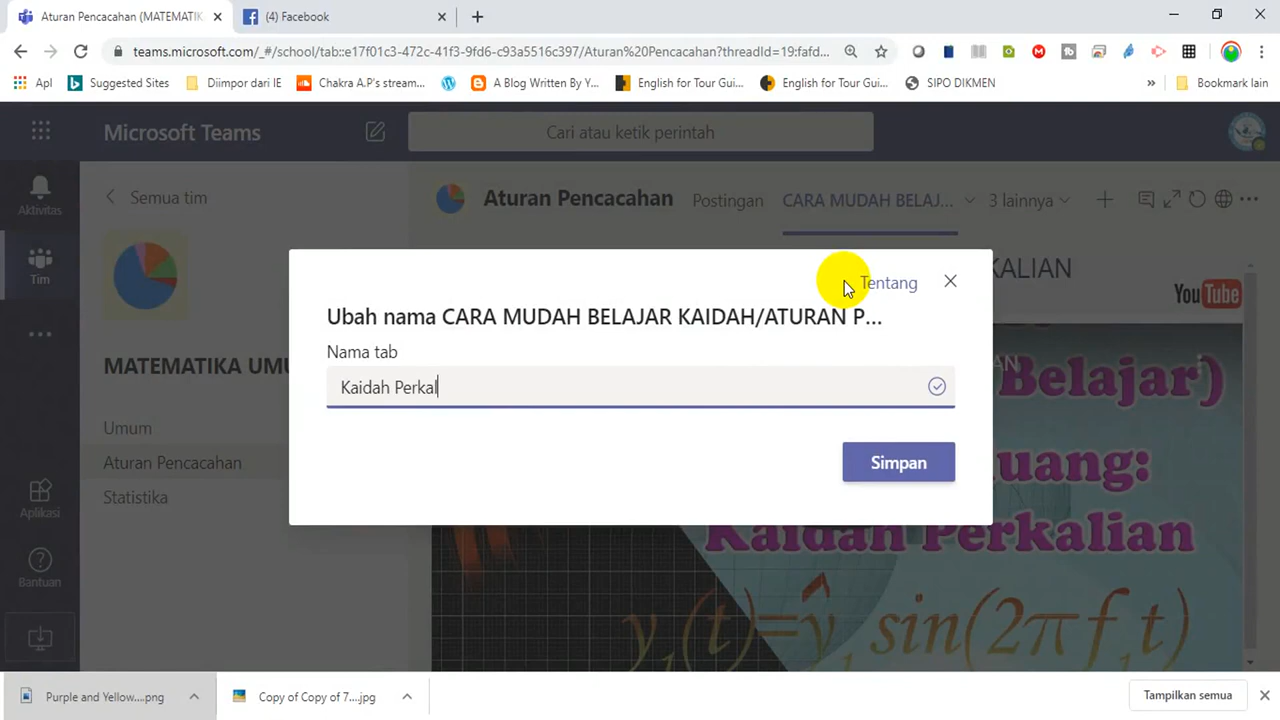 Aturan Pencacahan (MATEMATIK
(4) Facebook
teams.microsoft.com/_#/school/tab::e17f01c3-472c-41f3-9fd6-c93a5516c397/Aturan%20Pencacahan?threadId=19:fafd...
Apl
Suggested Sites
Diimpor dari IE
Chakra A.P's stream...
A Blog Written By Y...
English for Tour Gui...
English for Tour Gui...
SIPO DIKMEN
»
Bookmark lain
Microsoft Teams
Cari atau ketik perintah
Aktivitas
Tim
Aplikasi
Bantuan
Semua tim
MATEMATIKA UMU
Umum
Aturan Pencacahan
Statistika
Aturan Pencacahan
Postingan
CARA MUDAH BELAJ...
3 lainnya
KALIAN
YouTube
Belajar)
uang:
Kaidah Perkalian
y₁(t)=ŷ₁sin(2πf₁t)
Tentang
Ubah nama CARA MUDAH BELAJAR KAIDAH/ATURAN P...
Nama tab
Kaidah Perkal
Simpan
Purple and Yellow....png
Copy of Copy of 7....jpg
Tampilkan semua